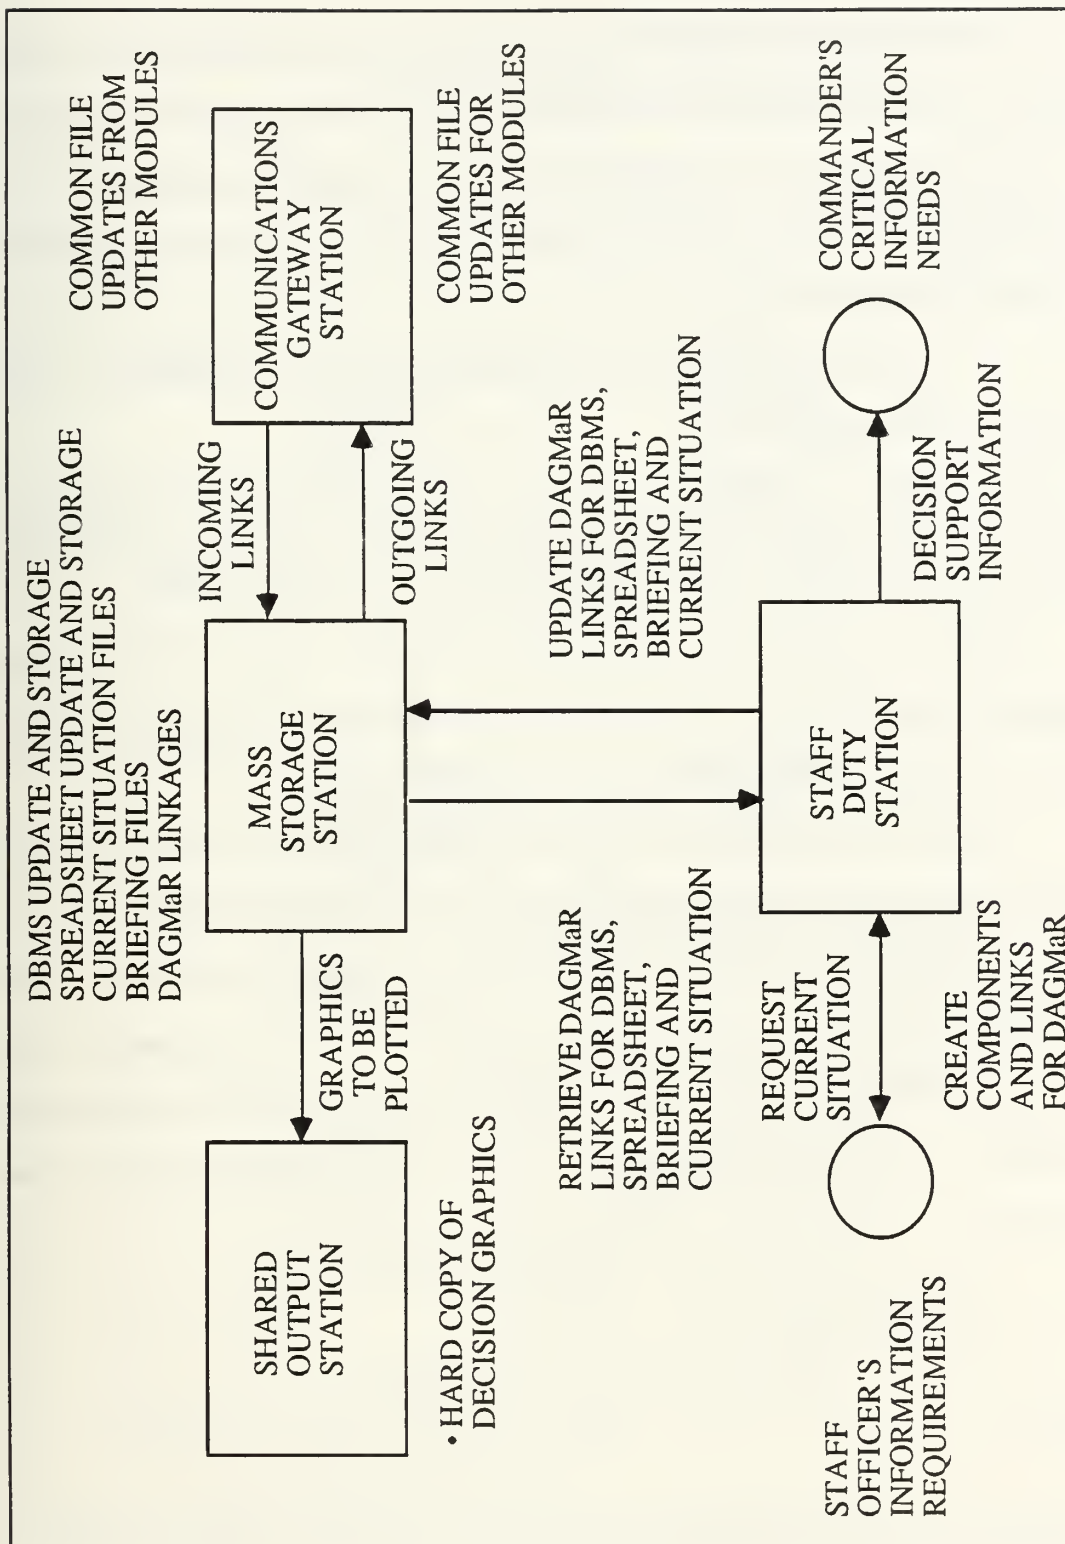 DBMS UPDATE AND STORAGE
SPREADSHEET UPDATE AND STORAGE
CURRENT SITUATION FILES
BRIEFING FILES
DAGMaR LINKAGES
COMMON FILE
UPDATES FROM
OTHER MODULES
SHARED
OUTPUT
STATION
GRAPHICS
TO BE
PLOTTED
MASS
STORAGE
STATION
INCOMING
LINKS
OUTGOING
LINKS
COMMUNICATIONS
GATEWAY
STATION
• HARD COPY OF
DECISION GRAPHICS
COMMON FILE
UPDATES FOR
OTHER MODULES
RETRIEVE DAGMaR
LINKS FOR DBMS,
SPREADSHEET,
BRIEFING AND
CURRENT SITUATION
UPDATE DAGMaR
LINKS FOR DBMS,
SPREADSHEET,
BRIEFING AND
CURRENT SITUATION
STAFF
OFFICER'S
INFORMATION
REQUIREMENTS
REQUEST
CURRENT
SITUATION
CREATE
COMPONENTS
AND LINKS
FOR DAGMaR
STAFF
DUTY
STATION
DECISION
SUPPORT
INFORMATION
COMMANDER'S
CRITICAL
INFORMATION
NEEDS